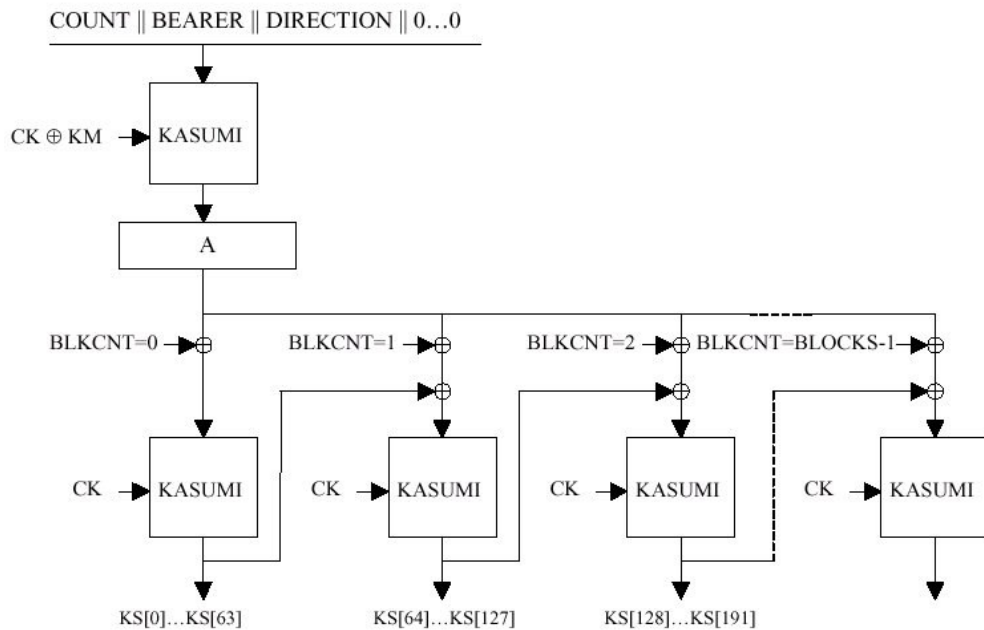 COUNT || BEARER || DIRECTION || 0…0
CK ⊕ KM
KASUMI
A
BLKCNT=0
BLKCNT=1
BLKCNT=2
BLKCNT=BLOCKS-1
CK
KASUMI
CK
KASUMI
CK
KASUMI
CK
KASUMI
KS[0]…KS[63]
KS[64]…KS[127]
KS[128]…KS[191]